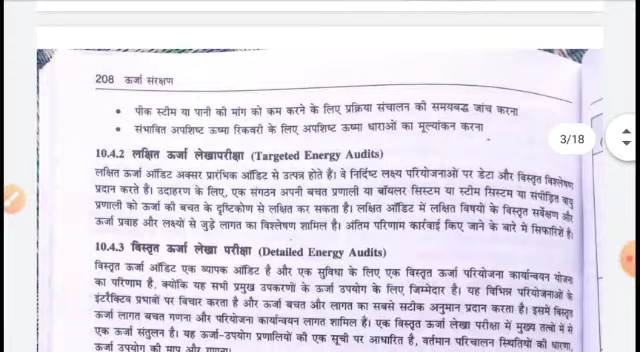 208 ऊर्जा संरक्षण
• पीक स्टीम या पानी की मांग को कम करने के लिए प्रक्रिया संचालन की समयबद्ध जांच करना
• संभावित अपशिष्ट ऊष्मा रिकवरी के लिए अपशिष्ट ऊष्मा धाराओं का मूल्यांकन करना
3/18
10.4.2 लक्षित ऊर्जा लेखापरीक्षा (Targeted Energy Audits)
लक्षित ऊर्जा ऑडिट अक्सर प्रारंभिक ऑडिट से उत्पन्न होते हैं। वे निर्दिष्ट लक्ष्य परियोजनाओं पर डेटा और विस्तृत विश्लेषण
प्रदान करते हैं। उदाहरण के लिए, एक संगठन अपनी बचत प्रणाली या बॉयलर सिस्टम या स्टीम सिस्टम या संपीड़ित वायु
प्रणाली को ऊर्जा की बचत के दृष्टिकोण से लक्षित कर सकता है। लक्षित ऑडिट में लक्षित विषयों के विस्तृत सर्वेक्षण और
ऊर्जा प्रवाह और लक्ष्यों से जुड़े लागत का विश्लेषण शामिल है। अंतिम परिणाम कार्रवाई किए जाने के बारे में सिफारिशें है।
10.4.3 विस्तृत ऊर्जा लेखा परीक्षा (Detailed Energy Audits)
विस्तृत ऊर्जा ऑडिट एक व्यापक ऑडिट है और एक सुविधा के लिए एक विस्तृत ऊर्जा परियोजना कार्यान्वयन योजना
का परिणाम है, क्योंकि यह सभी प्रमुख उपकरणों के ऊर्जा उपयोग के लिए जिम्मेदार है। यह विभिन्न परियोजनाओं के
इंटरैक्टिव प्रभावों पर विचार करता है और ऊर्जा बचत और लागत का सबसे सटीक अनुमान प्रदान करता है। इसमें विस्तृत
ऊर्जा लागत बचत गणना और परियोजना कार्यान्वयन लागत शामिल हैं। एक विस्तृत ऊर्जा लेखा परीक्षा में मुख्य तत्वों में से
एक ऊर्जा संतुलन है। यह ऊर्जा-उपयोग प्रणालियों की एक सूची पर आधारित है, वर्तमान परिचालन स्थितियों की धारणा,
ऊर्जा उपयोग की माप और गणना।